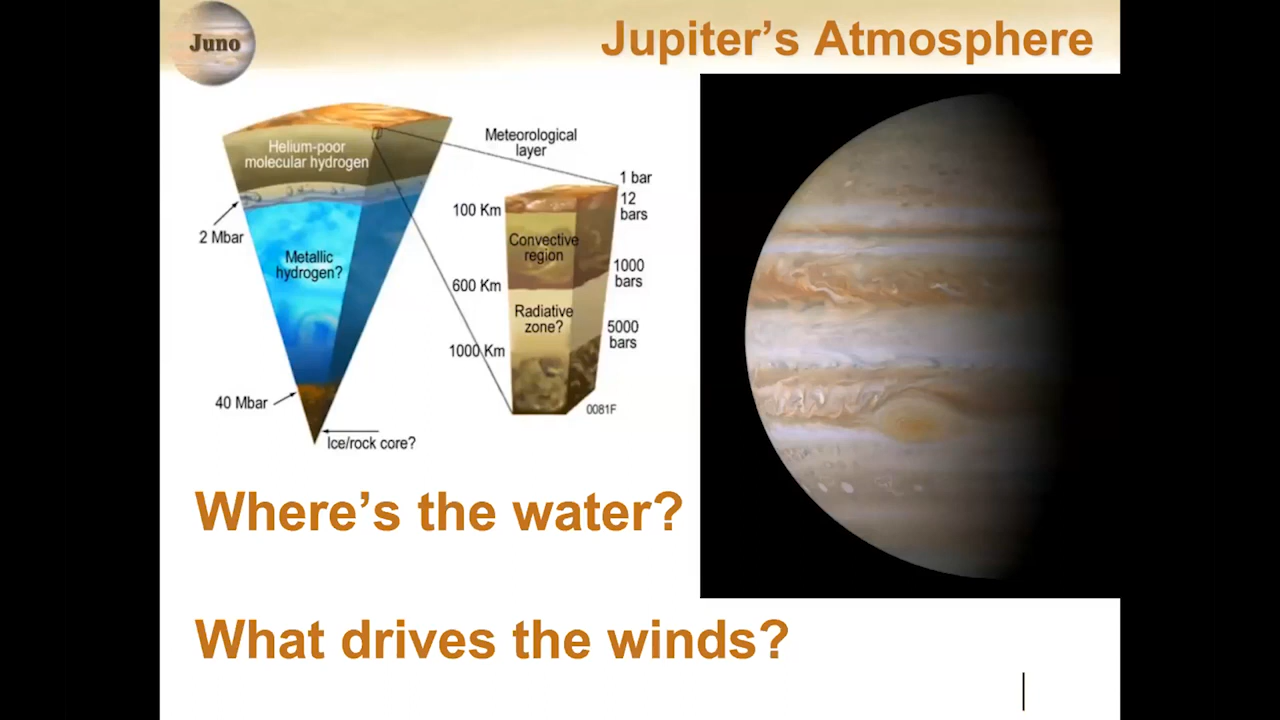 Juno
Jupiter’s Atmosphere
Helium-poor
molecular hydrogen
2 Mbar
Metallic
hydrogen?
40 Mbar
Ice/rock core?
Meteorological
layer
1 bar
12
bars
100 Km
Convective
region
1000
bars
600 Km
Radiative
zone?
5000
bars
1000 Km
0081F
Where’s the water?
What drives the winds?